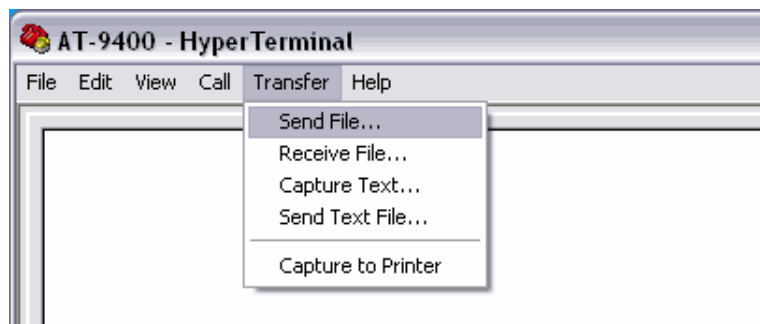 AT-9400 - HyperTerminal
File Edit View Call Transfer Help
Send File...
Receive File...
Capture Text...
Send Text File...
Capture to Printer